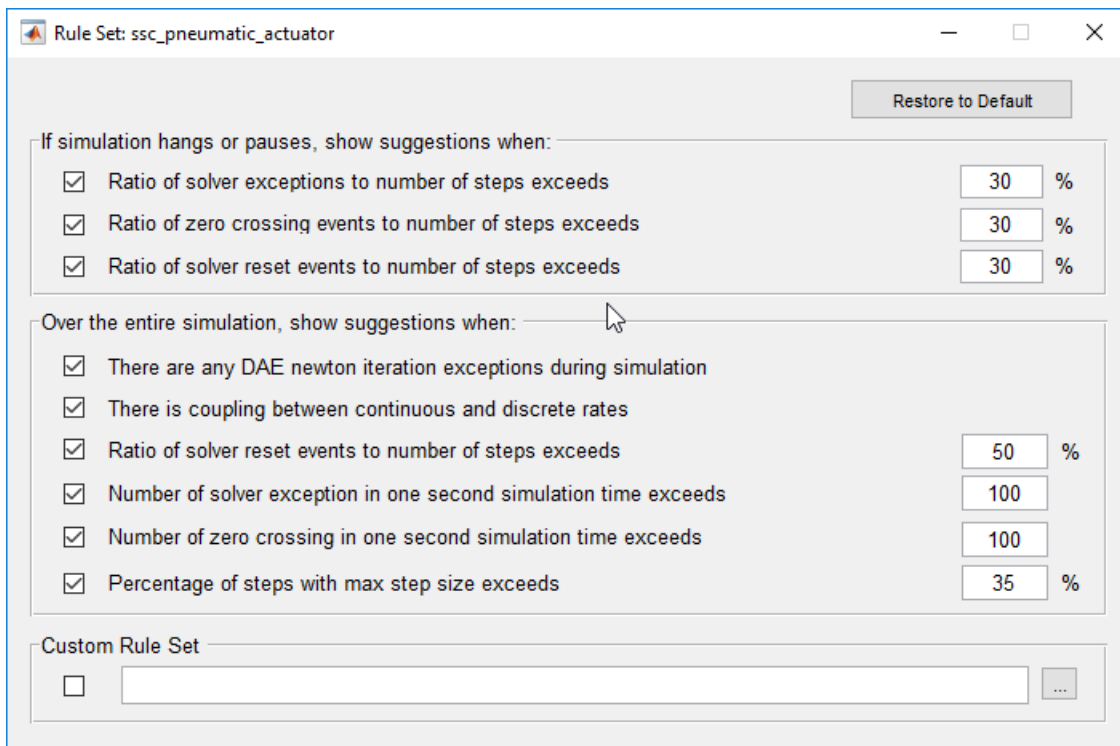 Rule Set: ssc_pneumatic_actuator
Restore to Default
If simulation hangs or pauses, show suggestions when:
Ratio of solver exceptions to number of steps exceeds 30 %
Ratio of zero crossing events to number of steps exceeds 30 %
Ratio of solver reset events to number of steps exceeds 30 %
Over the entire simulation, show suggestions when:
There are any DAE newton iteration exceptions during simulation
There is coupling between continuous and discrete rates
Ratio of solver reset events to number of steps exceeds 50 %
Number of solver exception in one second simulation time exceeds 100
Number of zero crossing in one second simulation time exceeds 100
Percentage of steps with max step size exceeds 35 %
Custom Rule Set
...